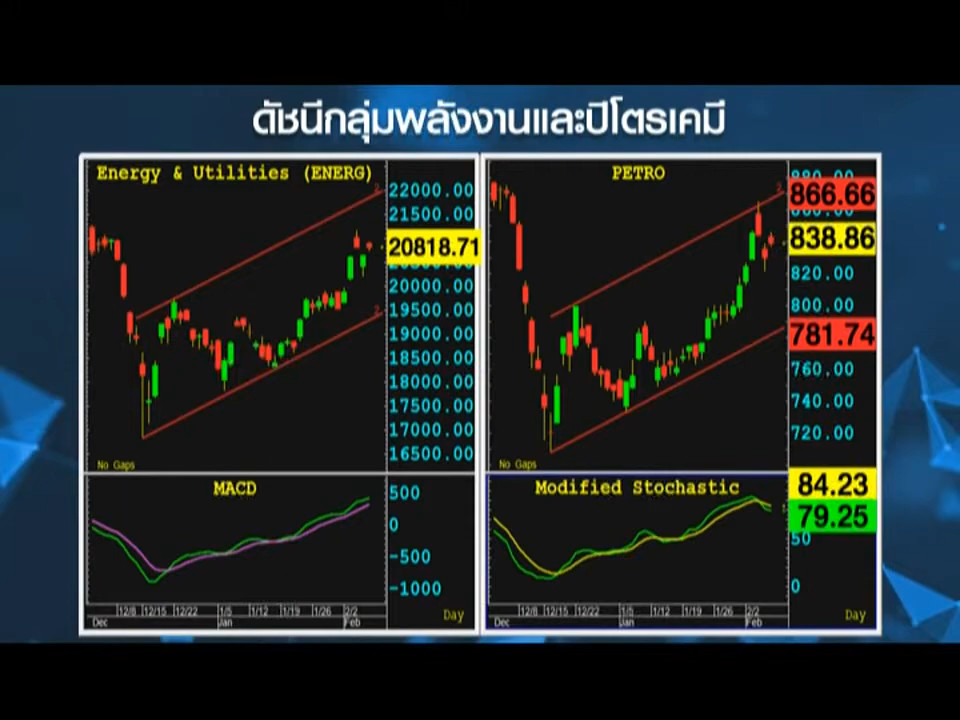 ดัชนีกลุ่มพลังงานและปิโตรเคมี
Energy & Utilities (ENERG)
22000.00
21500.00
20818.71
20000.00
19500.00
19000.00
18500.00
18000.00
17500.00
17000.00
16500.00
2
2
No Gaps
MACD
500
0
-500
-1000
12/8 12/15 12/22 1/5 1/12 1/19 1/26 2/2
Dec Jan Feb
Day
PETRO
866.66
838.86
820.00
800.00
781.74
760.00
740.00
720.00
2
No Gaps
Modified Stochastic
84.23
79.25
50
0
12/8 12/15 12/22 1/5 1/12 1/19 1/26 2/2
Dec Jan Feb
Day